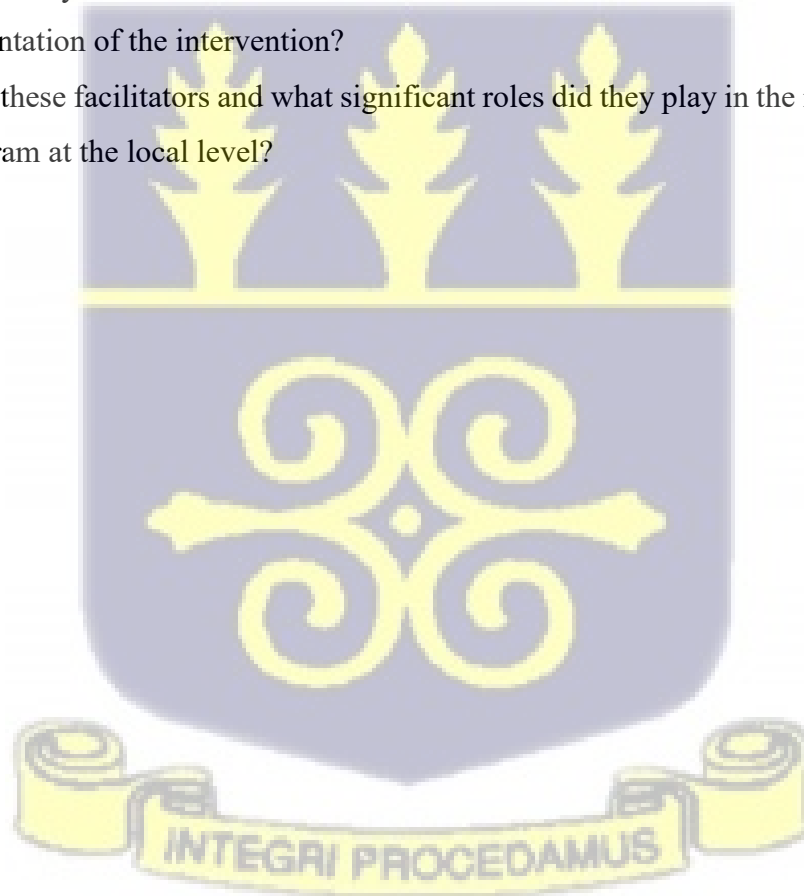 ntation of the intervention?
these facilitators and what significant roles did they play in the
ram at the local level?
INTEGRI PROCEDAMUS